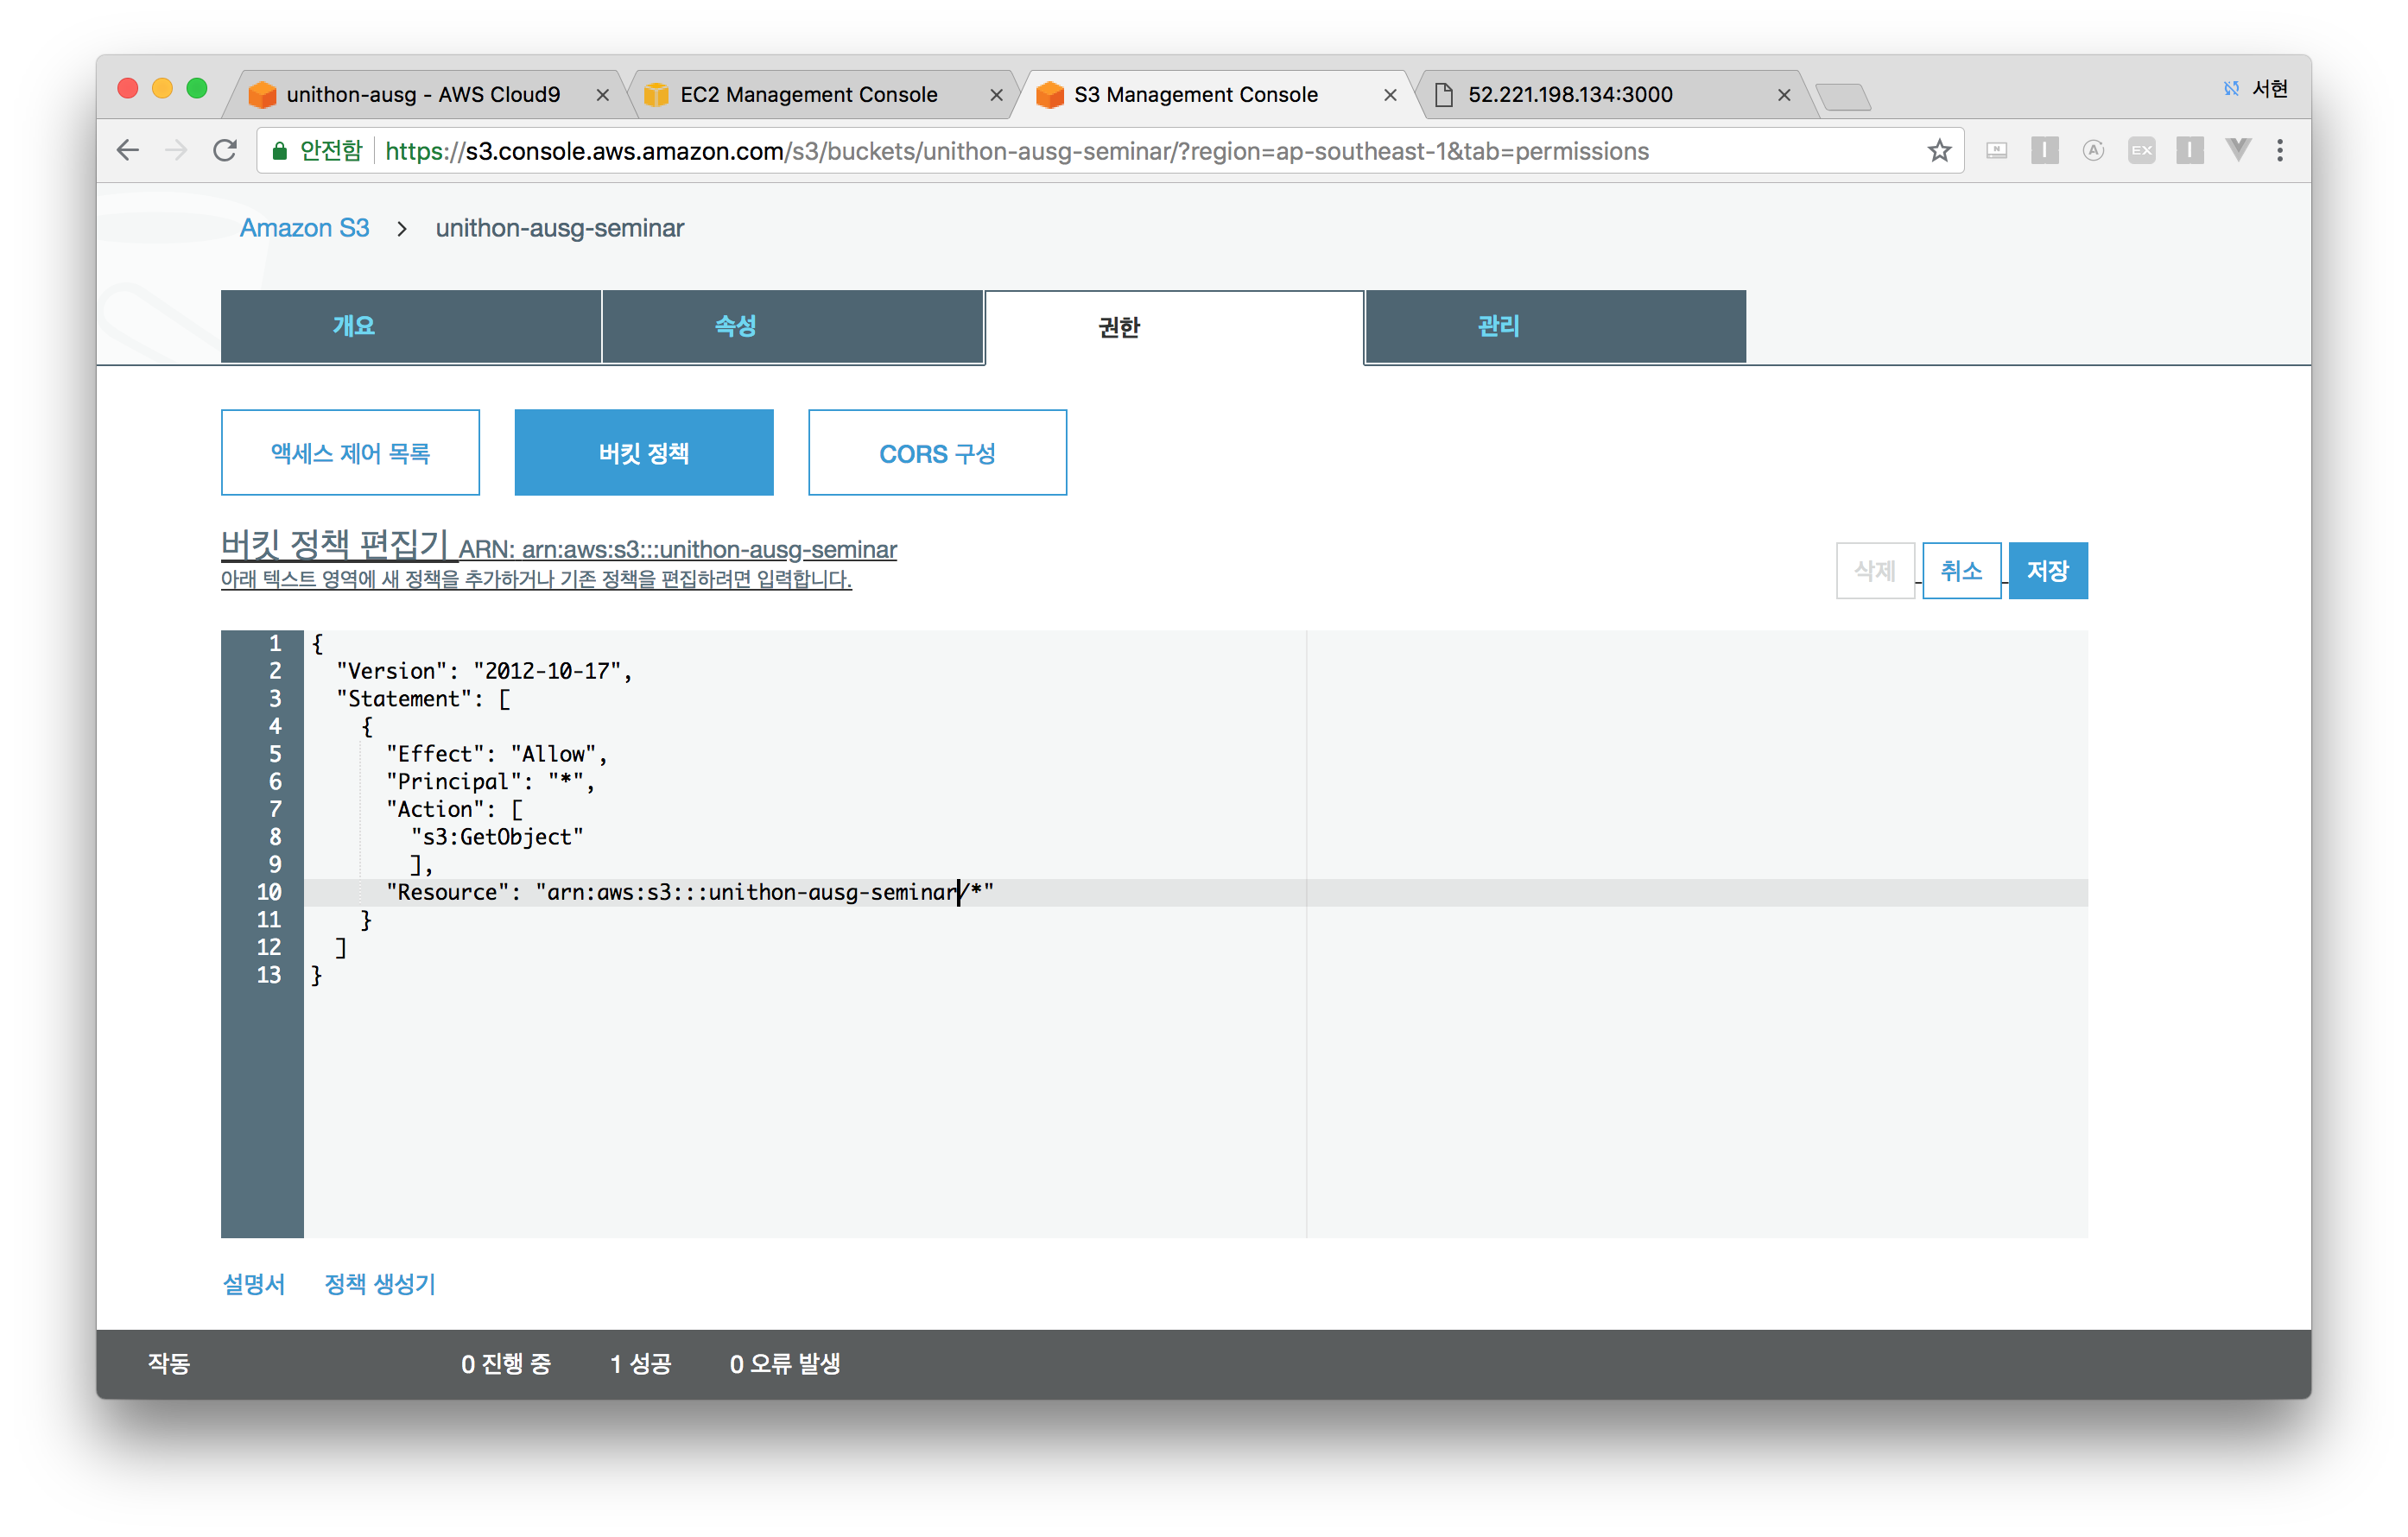 unithon-ausg - AWS Cloud9
EC2 Management Console
S3 Management Console
52.221.198.134:3000
서현
안전함
https://s3.console.aws.amazon.com/s3/buckets/unithon-ausg-seminar/?region=ap-southeast-1&tab=permissions
Amazon S3 > unithon-ausg-seminar
개요
속성
권한
관리
액세스 제어 목록
버킷 정책
CORS 구성
버킷 정책 편집기 ARN: arn:aws:s3:::unithon-ausg-seminar
아래 텍스트 영역에 새 정책을 추가하거나 기존 정책을 편집하려면 입력합니다.
삭제
취소
저장
1 {
2 "Version": "2012-10-17",
3 "Statement": [
4 {
5 "Effect": "Allow",
6 "Principal": "*",
7 "Action": [
8 "s3:GetObject"
9 ],
10 "Resource": "arn:aws:s3:::unithon-ausg-seminar/*"
11 }
12 ]
13 }
설명서
정책 생성기
작동
0 진행 중
1 성공
0 오류 발생